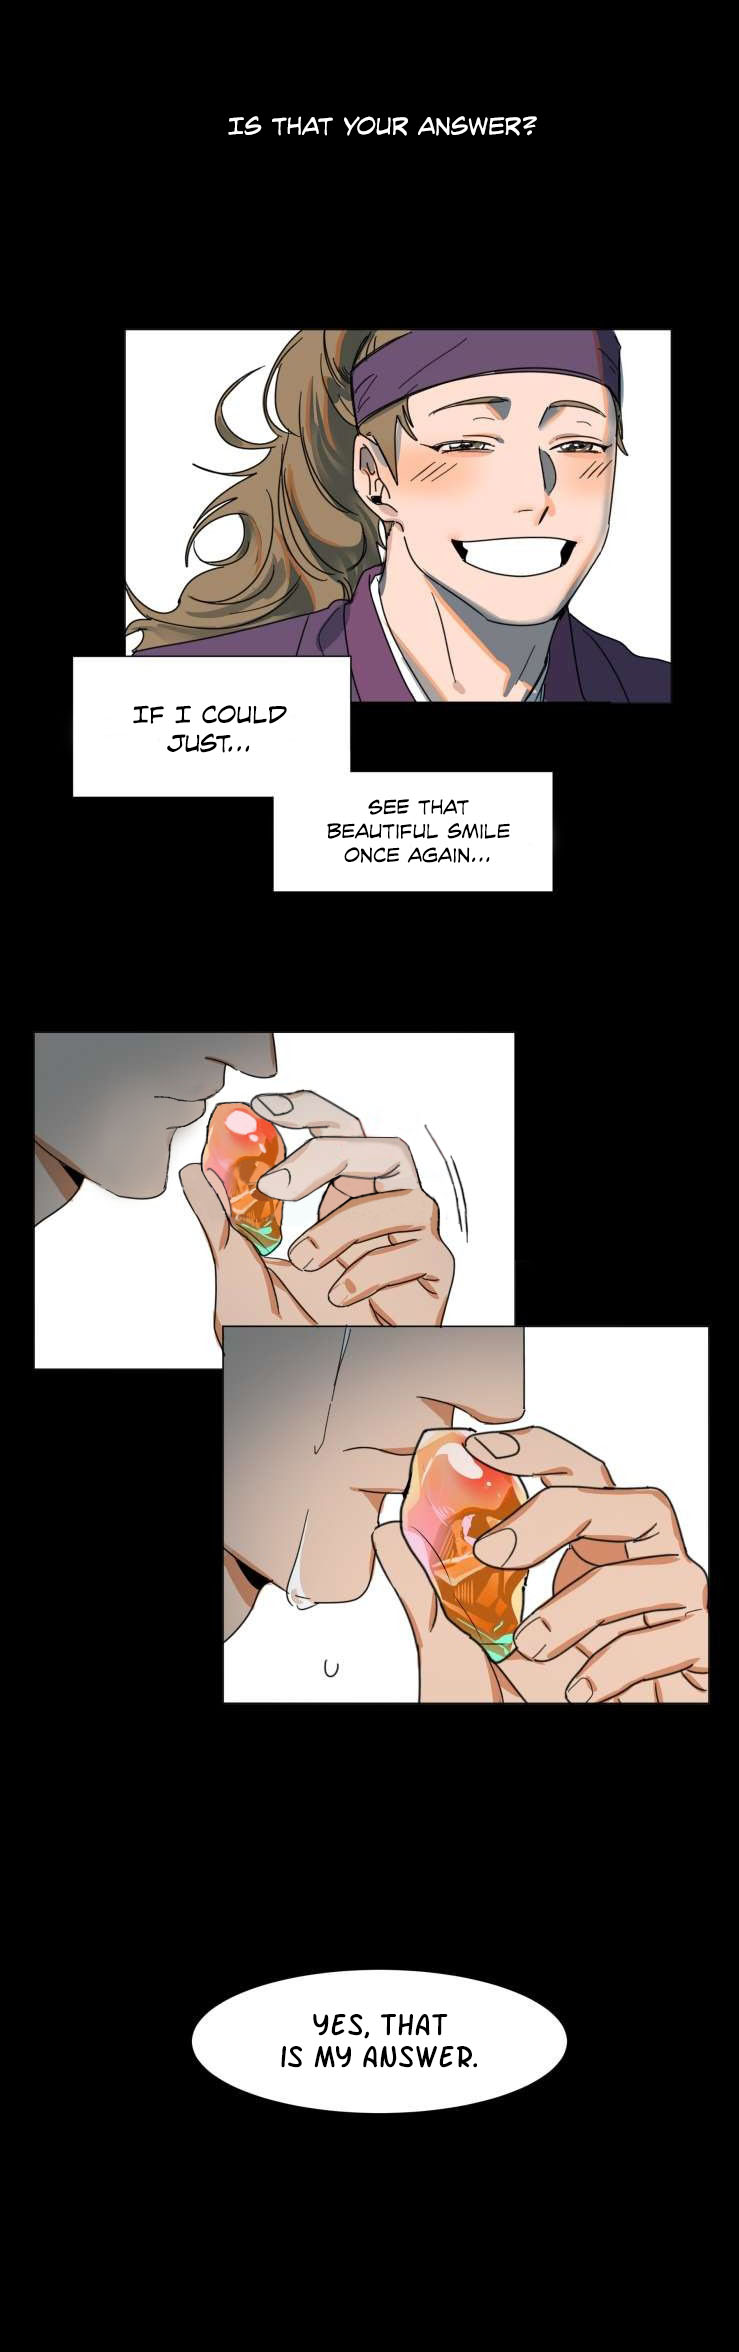 IS THAT YOUR ANSWER?
IF I COULD
JUST...
SEE THAT
BEAUTIFUL SMILE
ONCE AGAIN...
YES, THAT
IS MY ANSWER.